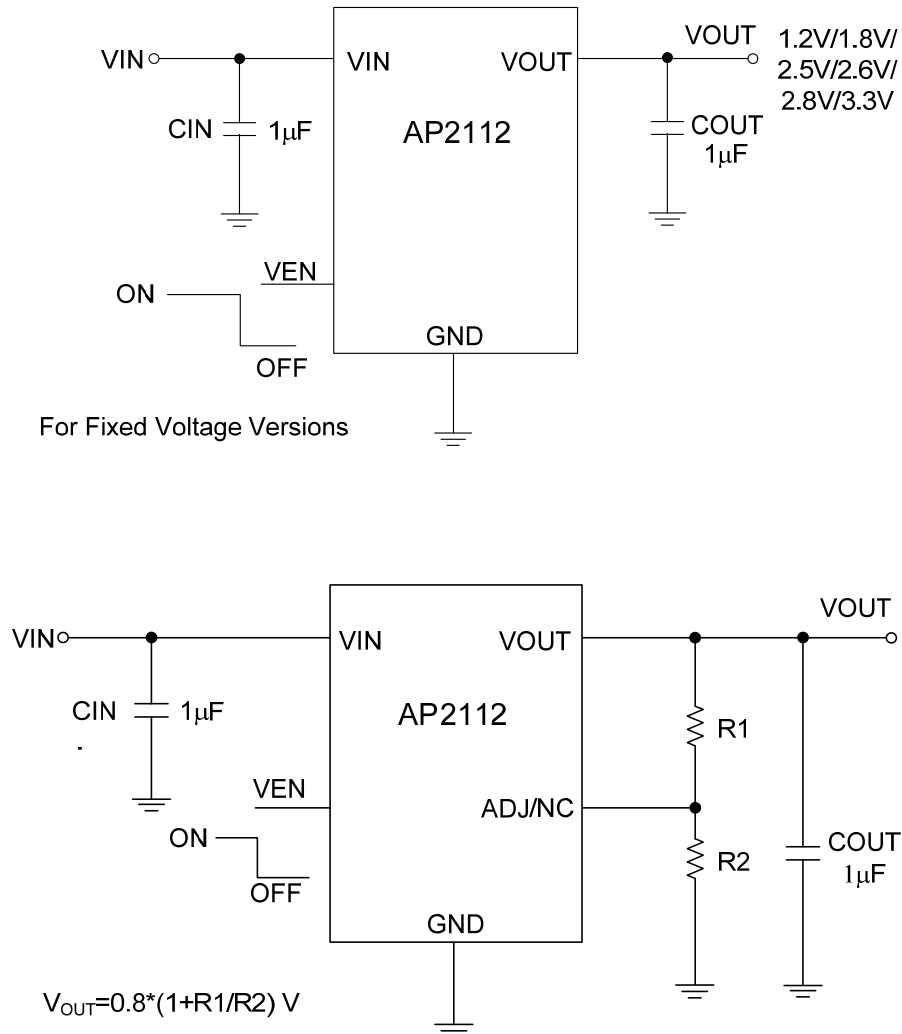 VOUT 1.2V/1.8V/
2.5V/2.6V/
2.8V/3.3V
VIN
VIN
VOUT
CIN
1μF
AP2112
COUT
1μF
VEN
ON
OFF
GND
For Fixed Voltage Versions
VOUT
VIN
VIN
VOUT
CIN
1μF
AP2112
R1
VEN
ADJ/NC
ON
OFF
R2
COUT
1μF
GND
V_OUT=0.8*(1+R1/R2) V